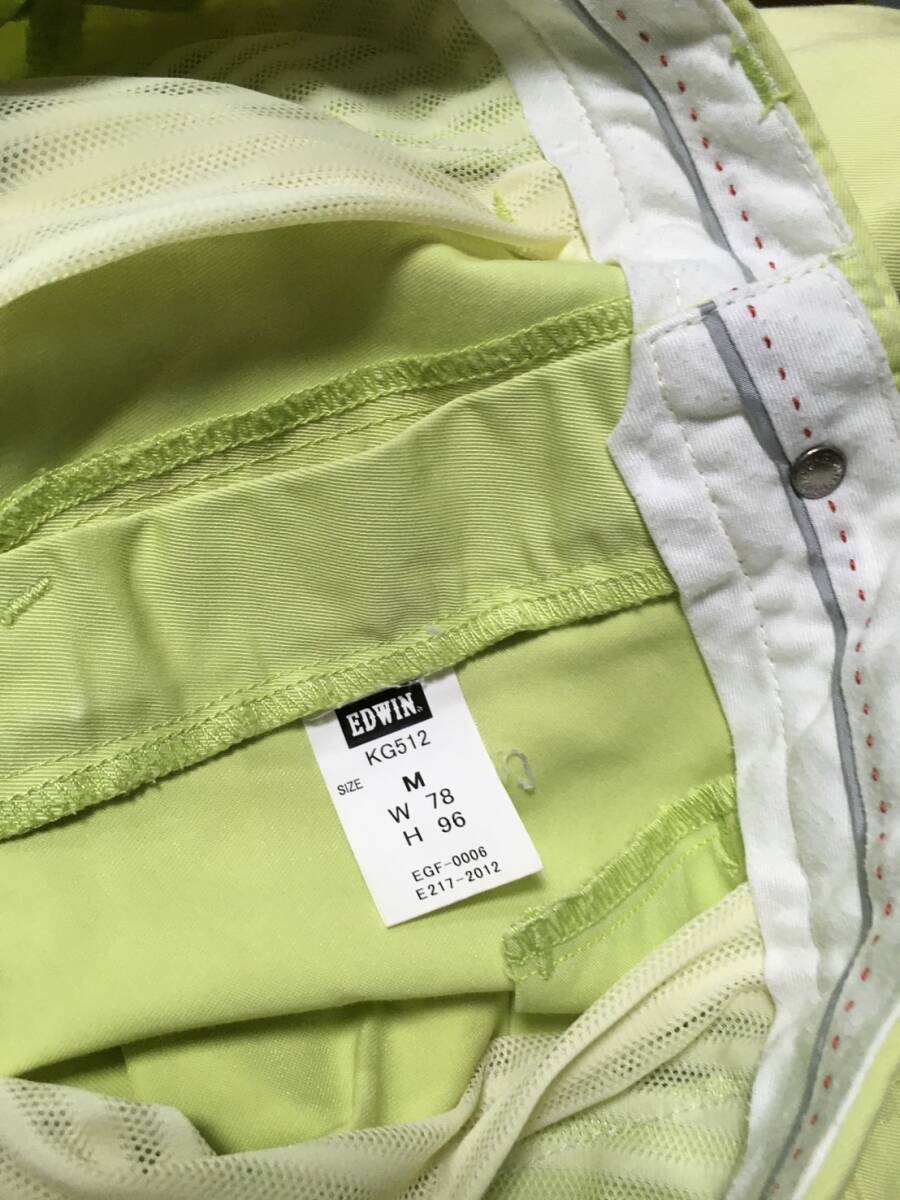 EDWIN
KG512
SIZE M
W 78
H 96
EGF-0006
E217-2012